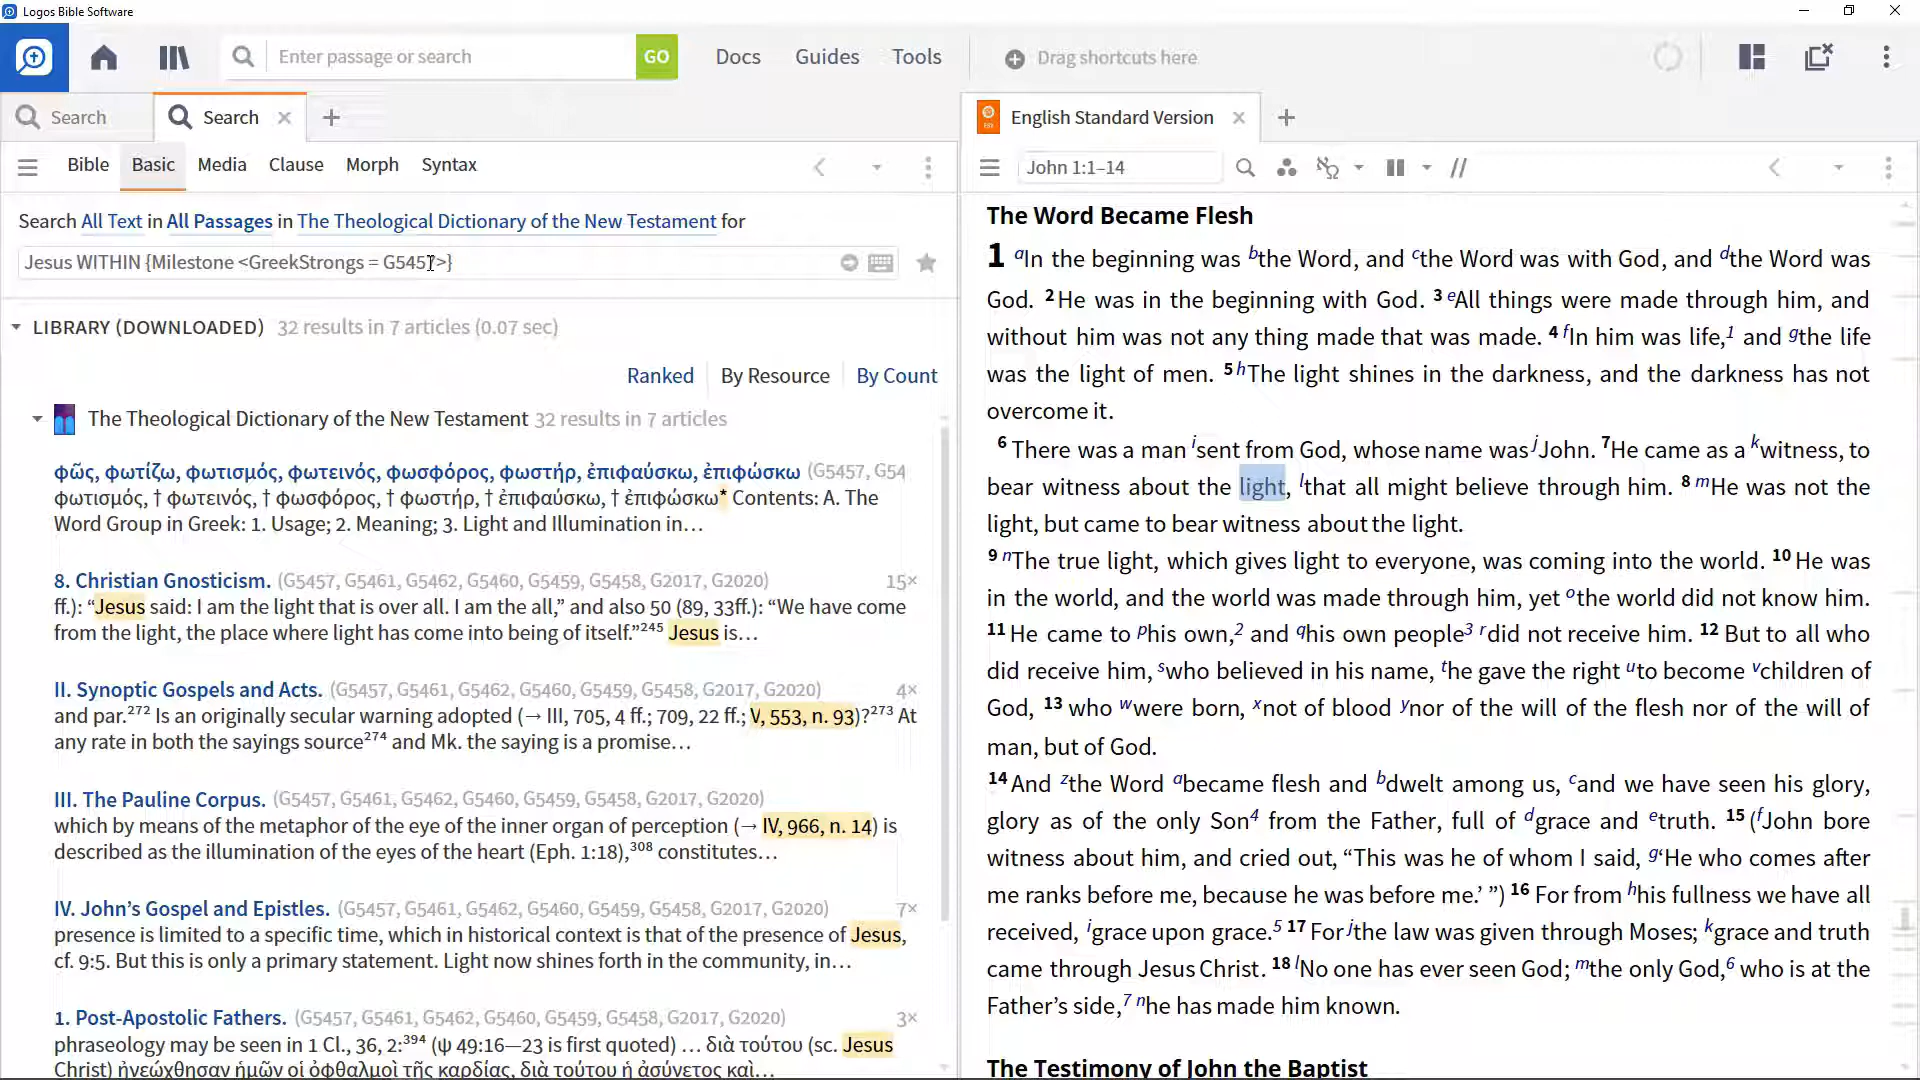 Logos Bible Software
Enter passage or search
GO
Docs
Guides
Tools
Drag shortcuts here
Search
Search
English Standard Version
Bible
Basic
Media
Clause
Morph
Syntax
John 1:1–14
Search All Text in All Passages in The Theological Dictionary of the New Testament for
Jesus WITHIN {Milestone <GreekStrongs = G5457>}
LIBRARY (DOWNLOADED) 32 results in 7 articles (0.07 sec)
Ranked
By Resource
By Count
The Theological Dictionary of the New Testament 32 results in 7 articles
φῶς, φωτίζω, φωτισμός, φωτεινός, φωσφόρος, φωστήρ, ἐπιφαύσκω, ἐπιφώσκω (G5457, G54
φωτισμός, † φωτεινός, † φωσφόρος, † φωστήρ, † ἐπιφαύσκω, † ἐπιφώσκω* Contents: A. The
Word Group in Greek: 1. Usage; 2. Meaning; 3. Light and Illumination in…
8. Christian Gnosticism. (G5457, G5461, G5462, G5460, G5459, G5458, G2017, G2020) 15×
ff.): “Jesus said: I am the light that is over all. I am the all,” and also 50 (89, 33ff.): “We have come
from the light, the place where light has come into being of itself.”²⁴⁵ Jesus is…
II. Synoptic Gospels and Acts. (G5457, G5461, G5462, G5460, G5459, G5458, G2017, G2020) 4×
and par.²⁷² Is an originally secular warning adopted (→ III, 705, 4 ff.; 709, 22 ff.; V, 553, n. 93)?²⁷³ At
any rate in both the sayings source²⁷⁴ and Mk. the saying is a promise…
III. The Pauline Corpus. (G5457, G5461, G5462, G5460, G5459, G5458, G2017, G2020)
which by means of the metaphor of the eye of the inner organ of perception (→ IV, 966, n. 14) is
described as the illumination of the eyes of the heart (Eph. 1:18),³⁰⁸ constitutes…
IV. John’s Gospel and Epistles. (G5457, G5461, G5462, G5460, G5459, G5458, G2017, G2020) 7×
presence is limited to a specific time, which in historical context is that of the presence of Jesus,
cf. 9:5. But this is only a primary statement. Light now shines forth in the community, in…
1. Post-Apostolic Fathers. (G5457, G5461, G5462, G5460, G5459, G5458, G2017, G2020) 3×
phraseology may be seen in 1 Cl., 36, 2:³⁹⁴ (ψ 49:16—23 is first quoted) … διὰ τούτου (sc. Jesus
Christ) ἠνεώχθησαν ἡμῶν οἱ ὀφθαλμοὶ τῆς καρδίας, διὰ τούτου ἡ ἀσύνετος καὶ…
The Word Became Flesh
1 aIn the beginning was bthe Word, and cthe Word was with God, and dthe Word was
God. 2 He was in the beginning with God. 3 eAll things were made through him, and
without him was not any thing made that was made. 4 fIn him was life,1 and gthe life
was the light of men. 5 hThe light shines in the darkness, and the darkness has not
overcome it.
6 There was a man isent from God, whose name was jJohn. 7 He came as a kwitness, to
bear witness about the light, lthat all might believe through him. 8 mHe was not the
light, but came to bear witness about the light.
9 nThe true light, which gives light to everyone, was coming into the world. 10 He was
in the world, and the world was made through him, yet othe world did not know him.
11 He came to phis own,2 and qhis own people3 rdid not receive him. 12 But to all who
did receive him, swho believed in his name, the gave the right uto become vchildren of
God, 13 who wwere born, xnot of blood ynor of the will of the flesh nor of the will of
man, but of God.
14 And zthe Word abecame flesh and bdwelt among us, cand we have seen his glory,
glory as of the only Son4 from the Father, full of dgrace and etruth. 15 (fJohn bore
witness about him, and cried out, “This was he of whom I said, g‘He who comes after
me ranks before me, because he was before me.’ ”) 16 For from hhis fullness we have all
received, igrace upon grace.5 17 For jthe law was given through Moses; kgrace and truth
came through Jesus Christ. 18 lNo one has ever seen God; mthe only God,6 who is at the
Father’s side,7 nhe has made him known.
The Testimony of John the Baptist